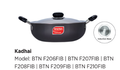 Kadhai
Model: BTN F206FIB | BTN F207FIB | BTN
F208FIB | BTN F209FIB | BTN F210FIB